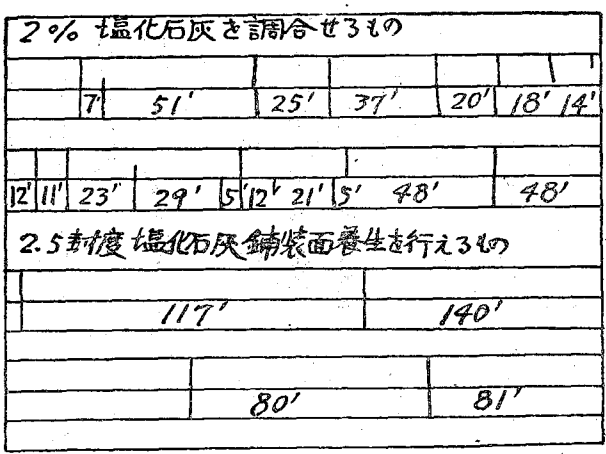 2% 塩化石灰を調合せるもの
7' 51' 25' 37' 20' 18' 14'
12' 11' 23' 29' 5' 12' 21' 5' 48' 48'
2.5封度塩化石灰鋪装面養生を行えるもの
117' 140'
80' 81'